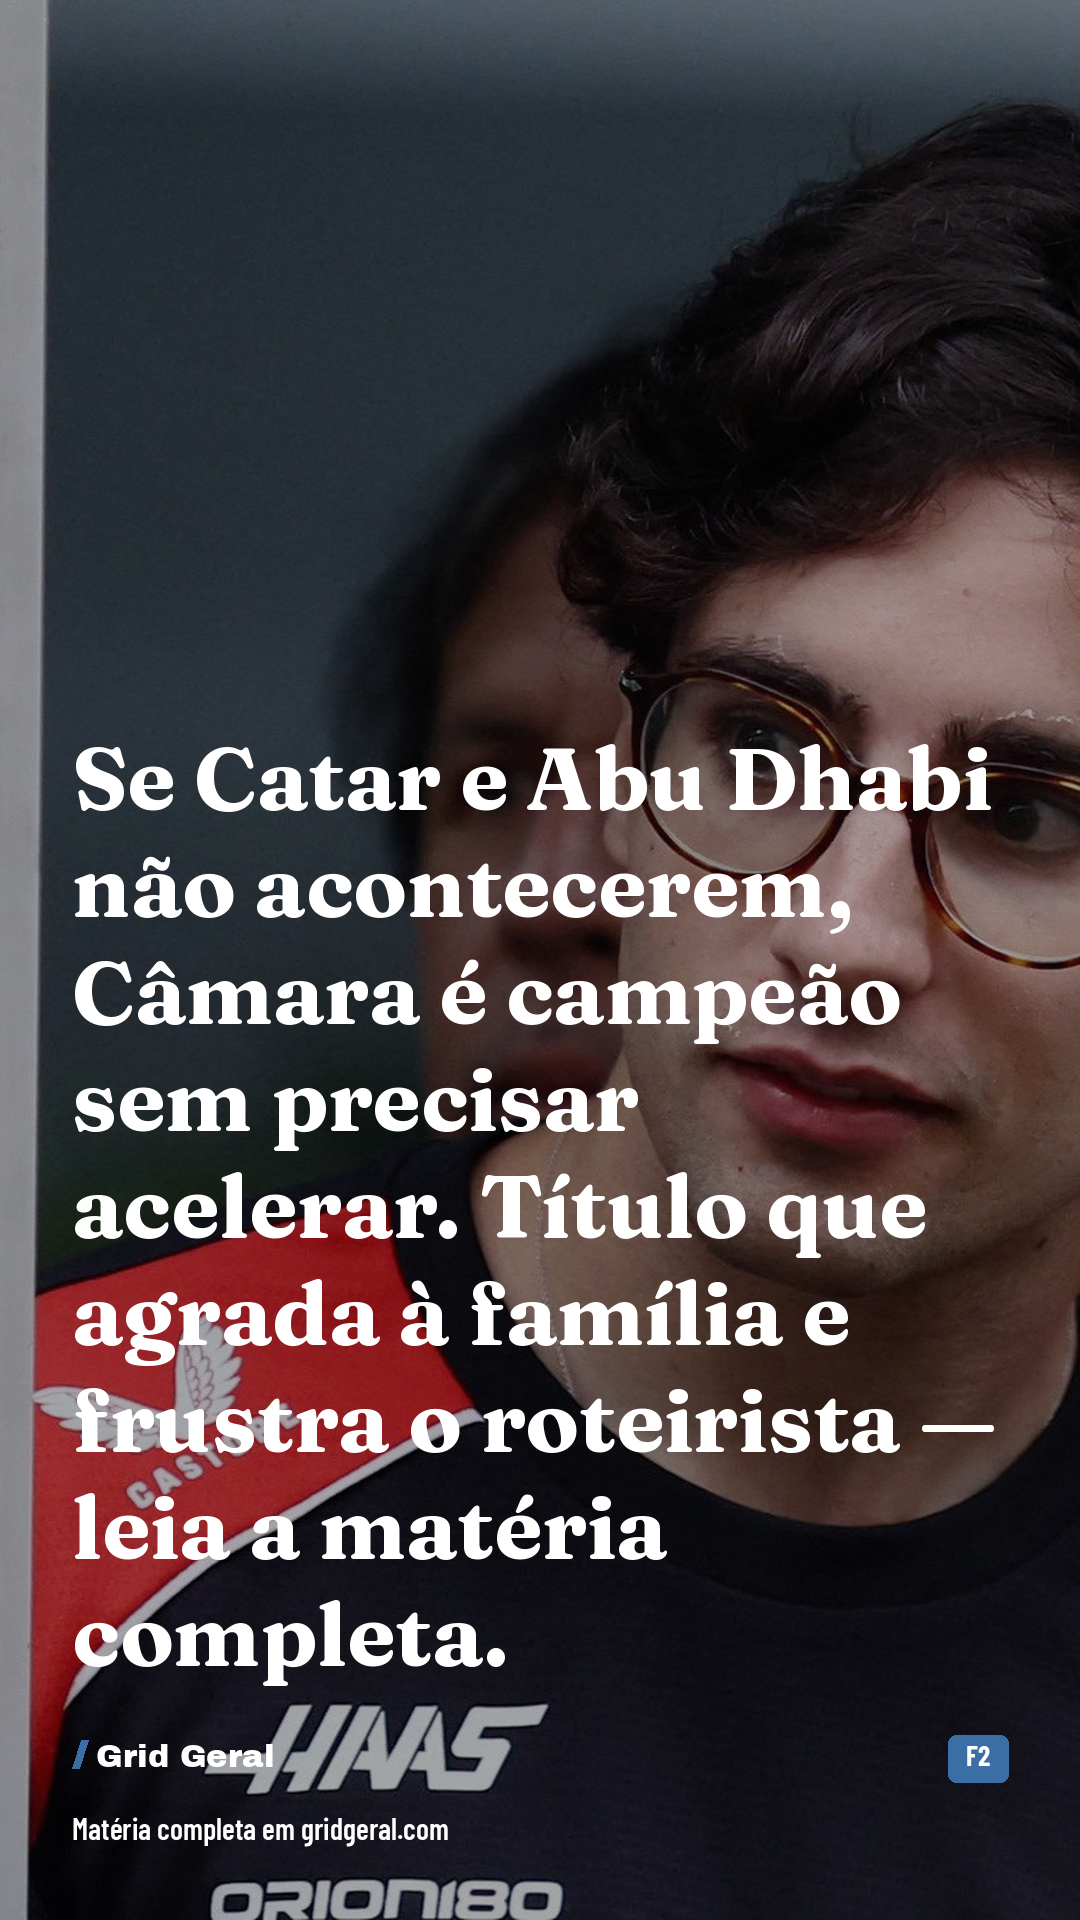 Se Catar e Abu Dhabi
não acontecerem,
Câmara é campeão
sem precisar
acelerar. Título que
agrada à família e
frustra o roteirista —
leia a matéria
completa.
CASTORE
HAAS
/ Grid Geral
F2
Matéria completa em gridgeral.com
ORION180